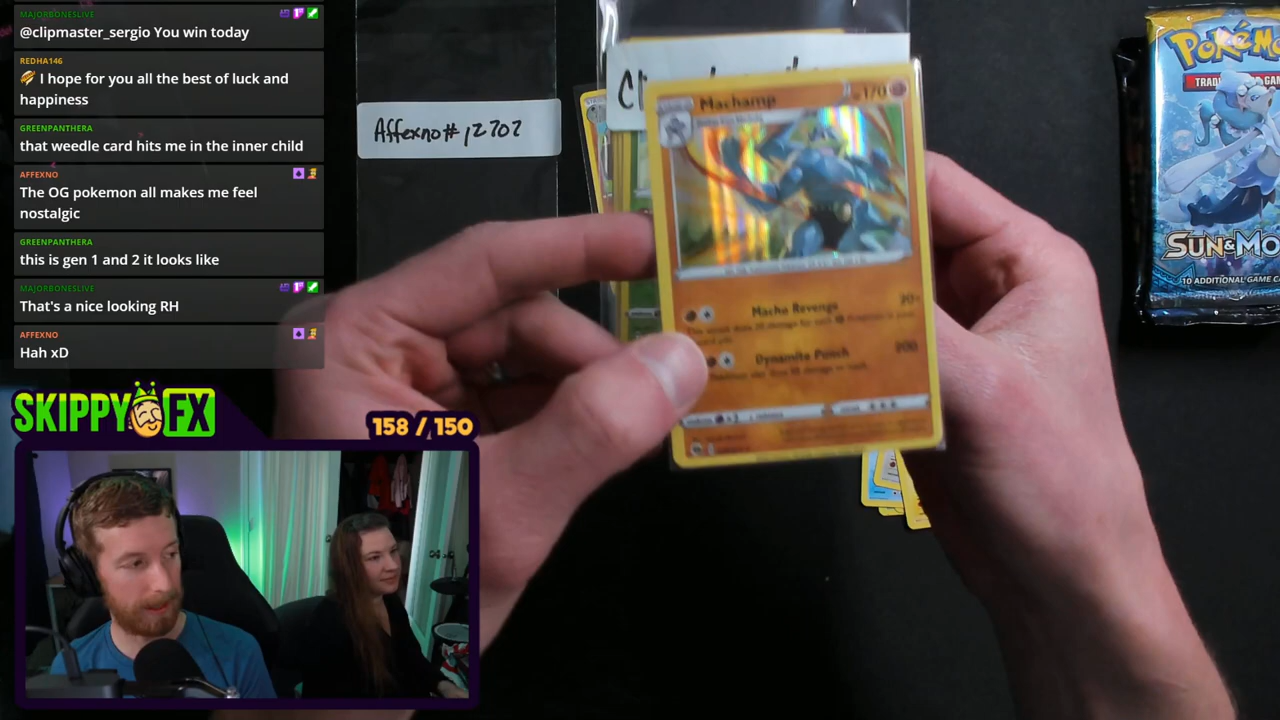 MAJORBONESLIVE
@clipmaster_sergio You win today
REDHA146
I hope for you all the best of luck and
happiness
GREENPANTHERA
that weedle card hits me in the inner child
AFFEXNO
The OG pokemon all makes me feel
nostalgic
GREENPANTHERA
this is gen 1 and 2 it looks like
MAJORBONESLIVE
That's a nice looking RH
AFFEXNO
Hah xD
SKIPPY FX
158 / 150
Affexno# 12702
Machamp
Macho Revenge
Dynamite Punch 200
POKÉMON
SUN & MO
10 ADDITIONAL GAME